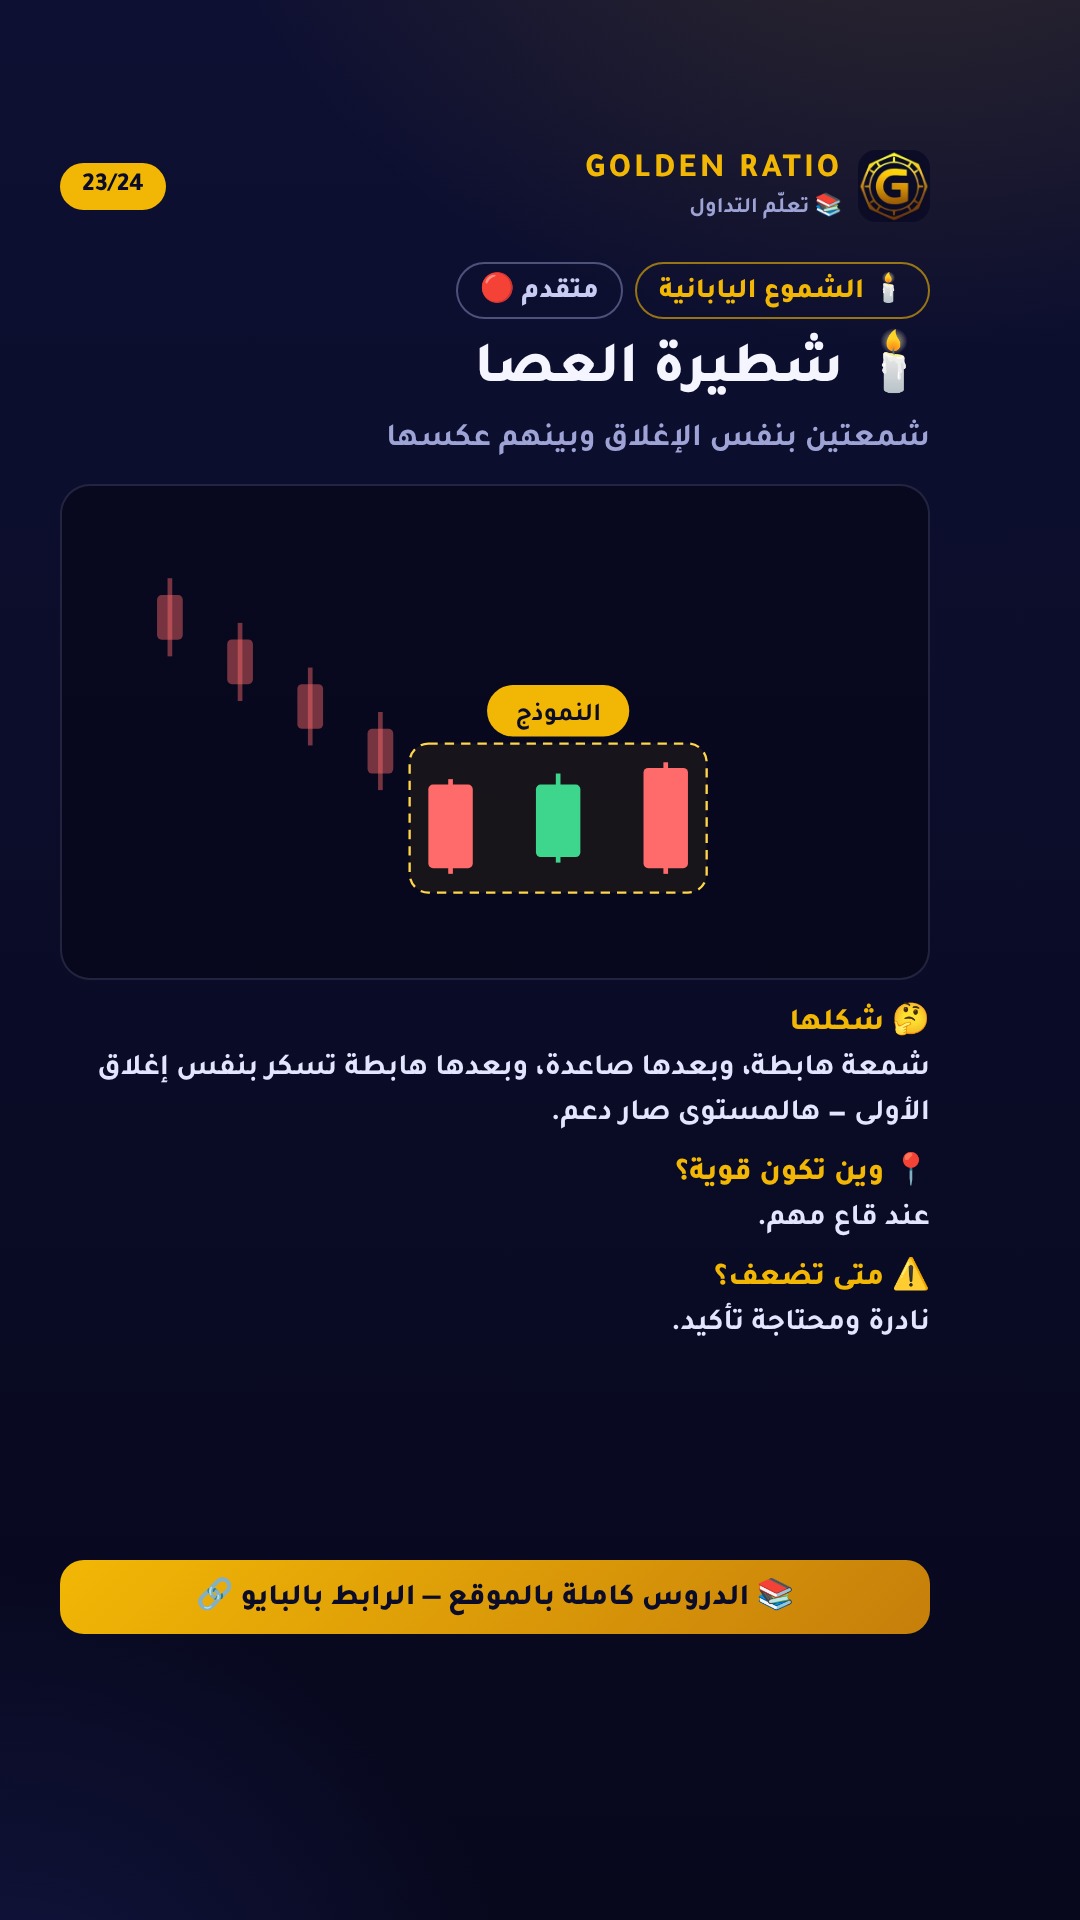 GOLDEN RATIO
📚 تعلّم التداول
23/24
🕯️ الشموع اليابانية
متقدم 🔴
🕯️ شطيرة العصا
شمعتين بنفس الإغلاق وبينهم عكسها
النموذج
🤔 شكلها
شمعة هابطة، وبعدها صاعدة، وبعدها هابطة تسكر بنفس إغلاق
الأولى — هالمستوى صار دعم.
📍 وين تكون قوية؟
عند قاع مهم.
⚠️ متى تضعف؟
نادرة ومحتاجة تأكيد.
📚 الدروس كاملة بالموقع — الرابط بالبايو 🔗